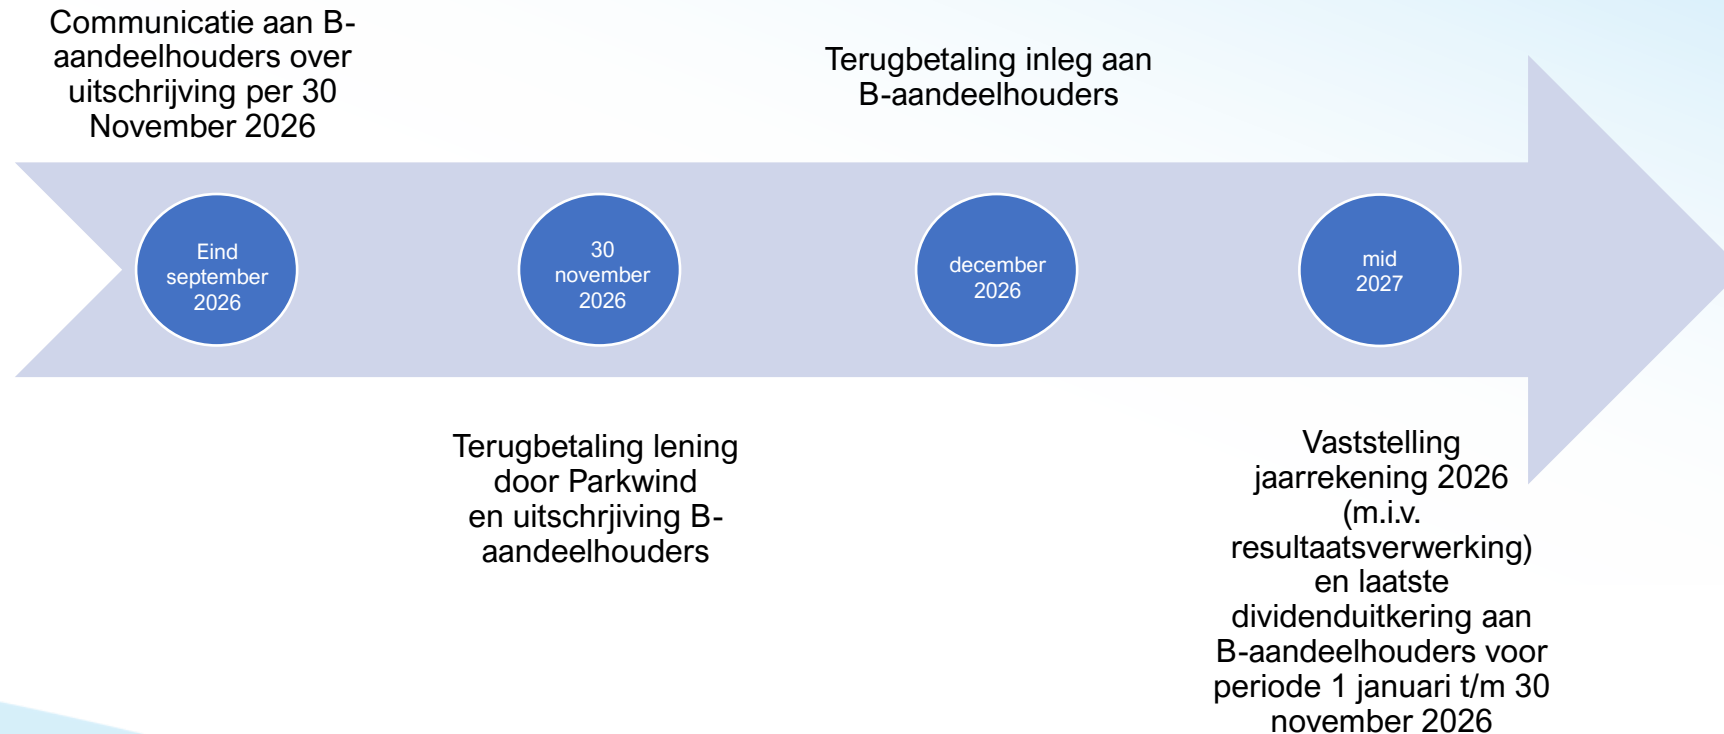 Communicatie aan B-
aandeelhouders over
uitschrijving per 30
November 2026
Terugbetaling inleg aan
B-aandeelhouders
Eind
september
2026
30
november
2026
december
2026
mid
2027
Terugbetaling lening
door Parkwind
en uitschrjiving B-
aandeelhouders
Vaststelling
jaarrekening 2026
(m.i.v.
resultaatsverwerking)
en laatste
dividenduitkering aan
B-aandeelhouders voor
periode 1 januari t/m 30
november 2026